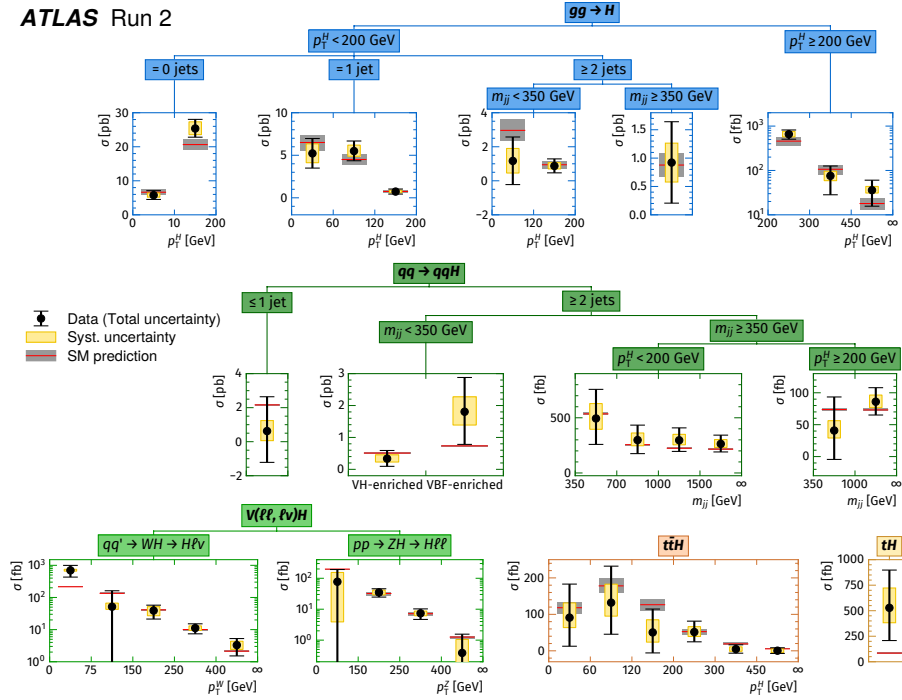 ATLAS Run 2
gg → H
p_T^H < 200 GeV
p_T^H ≥ 200 GeV
= 0 jets
= 1 jet
≥ 2 jets
m_jj < 350 GeV
m_jj ≥ 350 GeV
σ [pb]
30
20
10
0
0 10 200
p_T^H [GeV]
σ [pb]
10
5
0
0 60 120 200
p_T^H [GeV]
σ [pb]
6
4
2
0
−2
0 120 200
p_T^H [GeV]
σ [pb]
1.5
1.0
0.5
0.0
σ [fb]
10^3
10^2
10^1
200 300 450 ∞
p_T^H [GeV]
qq → qqH
≤ 1 jet
≥ 2 jets
m_jj < 350 GeV
m_jj ≥ 350 GeV
p_T^H < 200 GeV
p_T^H ≥ 200 GeV
Data (Total uncertainty)
Syst. uncertainty
SM prediction
σ [pb]
4
2
0
−2
σ [pb]
3
2
1
0
VH-enriched VBF-enriched
σ [fb]
500
0
350 700 1000 1500 ∞
m_jj [GeV]
σ [fb]
100
50
0
350 1000 ∞
m_jj [GeV]
V(ℓℓ, ℓν)H
qq' → WH → Hℓν
pp → ZH → Hℓℓ
tt̄H
tH
σ [fb]
10^3
10^2
10^1
10^0
0 75 150 250 400 ∞
p_T^W [GeV]
σ [fb]
10^2
10^1
10^0
0 150 250 400 ∞
p_T^Z [GeV]
σ [fb]
200
100
0
0 60 120 200 300 450 ∞
p_T^H [GeV]
σ [fb]
1000
750
500
250
0